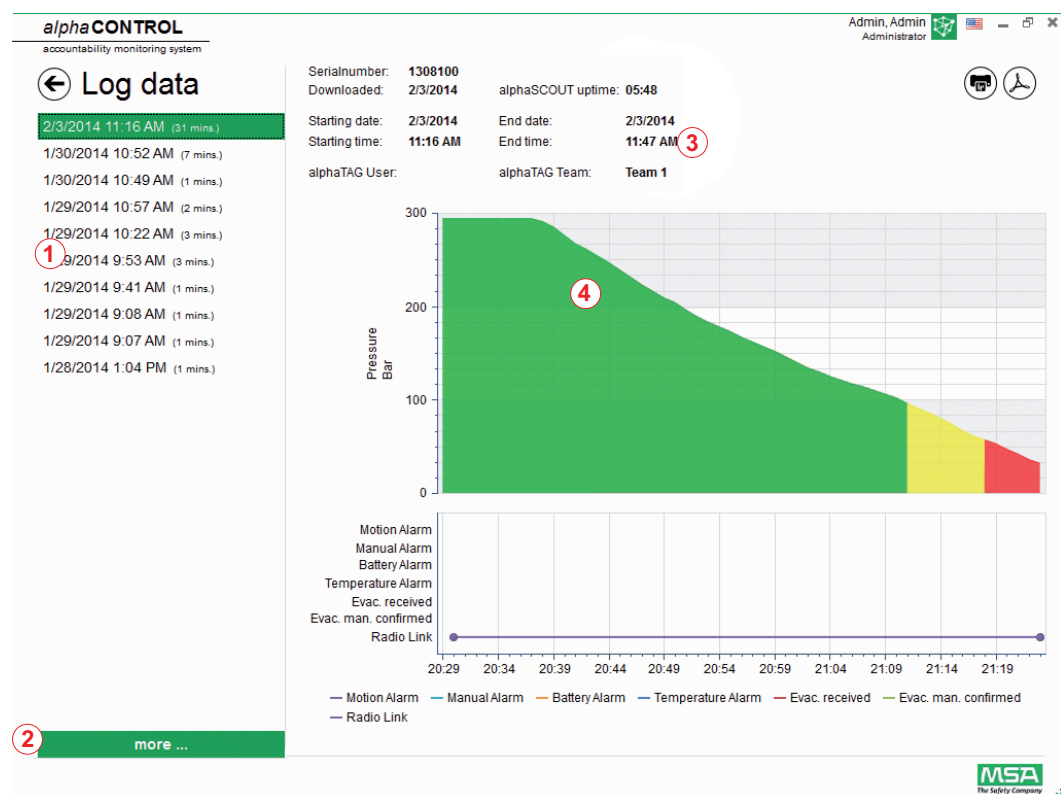 alphaCONTROL
accountability monitoring system
Admin, Admin
Administrator
Log data
2/3/2014 11:16 AM (31 mins.)
1/30/2014 10:52 AM (7 mins.)
1/30/2014 10:49 AM (1 mins.)
1/29/2014 10:57 AM (2 mins.)
1/29/2014 10:22 AM (3 mins.)
1
9/2014 9:53 AM (3 mins.)
1/29/2014 9:41 AM (1 mins.)
1/29/2014 9:08 AM (1 mins.)
1/29/2014 9:07 AM (1 mins.)
1/28/2014 1:04 PM (1 mins.)
2
more ...
Serialnumber: 1308100
Downloaded: 2/3/2014 alphaSCOUT uptime: 05:48
Starting date: 2/3/2014 End date: 2/3/2014
Starting time: 11:16 AM End time: 11:47 AM
3
alphaTAG User: alphaTAG Team: Team 1
300
200
100
0
Pressure
Bar
4
Motion Alarm
Manual Alarm
Battery Alarm
Temperature Alarm
Evac. received
Evac. man. confirmed
Radio Link
20:29 20:34 20:39 20:44 20:49 20:54 20:59 21:04 21:09 21:14 21:19
Motion Alarm Manual Alarm Battery Alarm Temperature Alarm Evac. received Evac. man. confirmed
Radio Link
MSA
The Safety Company